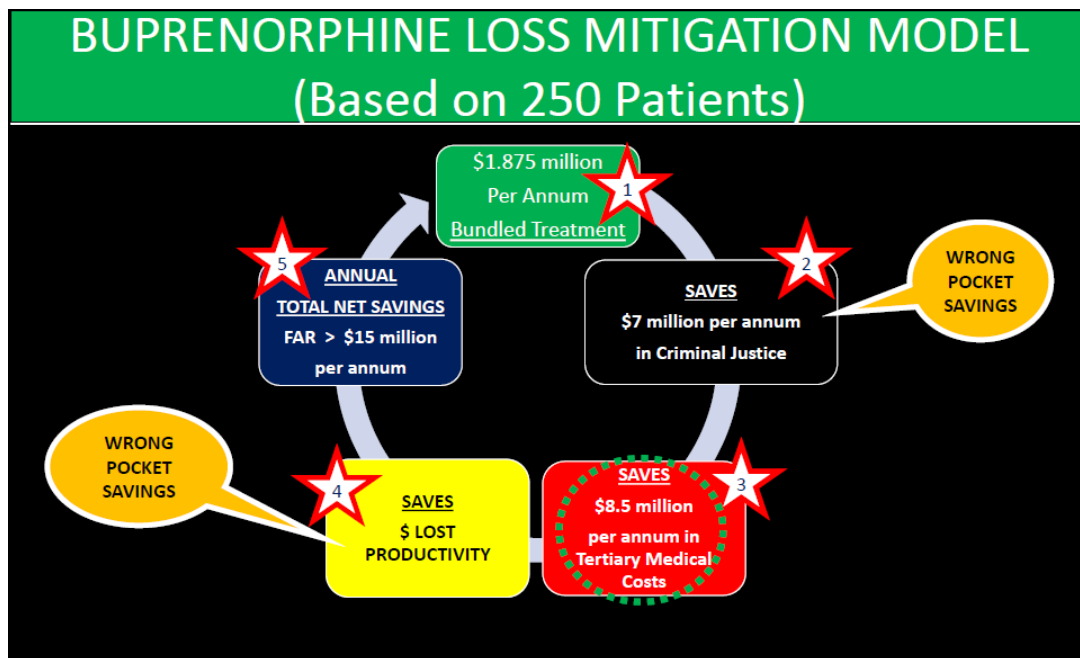 BUPRENORPHINE LOSS MITIGATION MODEL
(Based on 250 Patients)
$1.875 million
Per Annum
Bundled Treatment
1
2
SAVES
$7 million per annum
in Criminal Justice
WRONG
POCKET
SAVINGS
3
SAVES
$8.5 million
per annum in
Tertiary Medical
Costs
4
SAVES
$ LOST
PRODUCTIVITY
WRONG
POCKET
SAVINGS
5
ANNUAL
TOTAL NET SAVINGS
FAR > $15 million
per annum